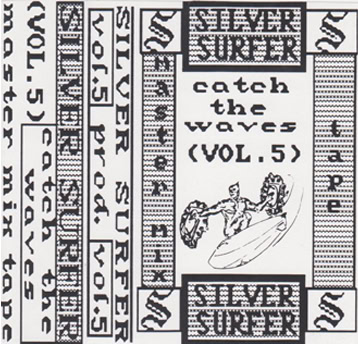 (VOL.5)
master mix tape
catch the
waves
SILVER SURFER
vol.5 prod. vol.5
SILVER SURFER
S SILVER S
SURFER
master mix
catch
the
waves
(VOL.5)
tape
S SILVER S
SURFER